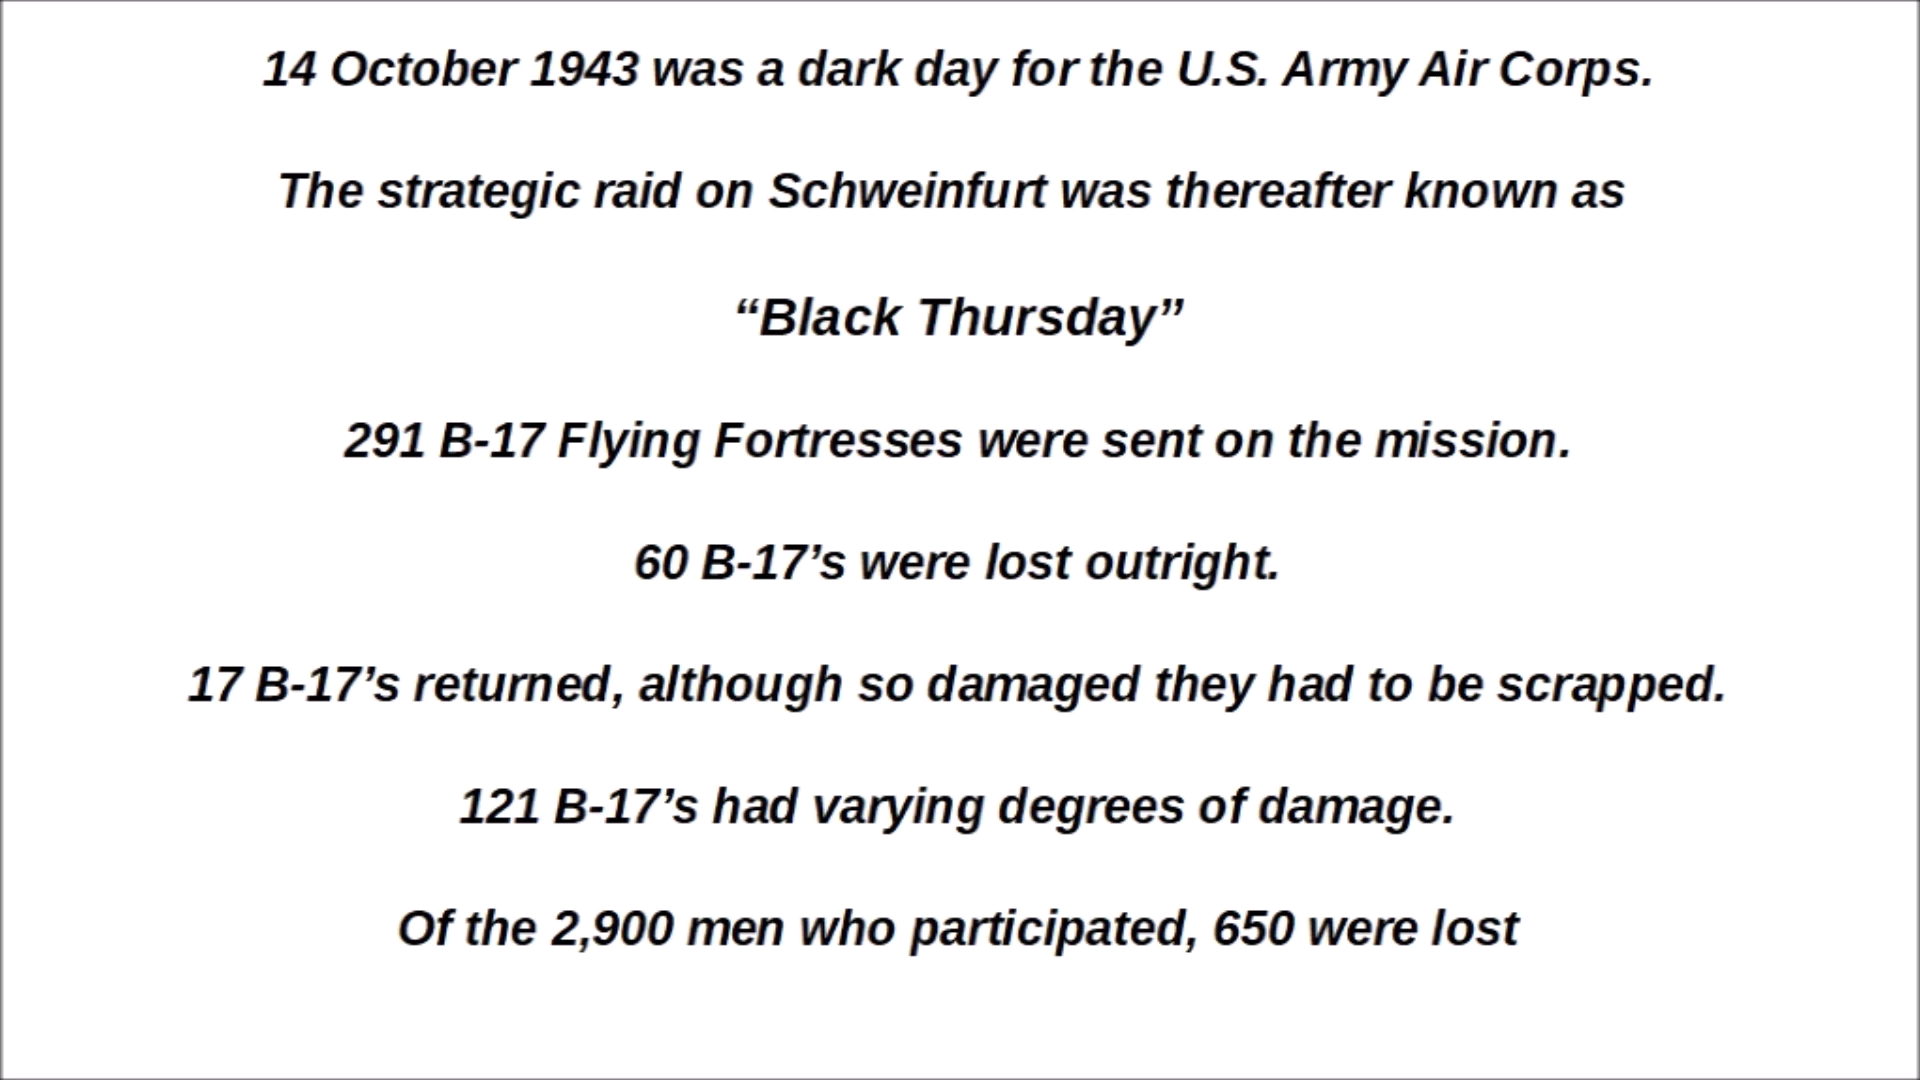 14 October 1943 was a dark day for the U.S. Army Air Corps.
The strategic raid on Schweinfurt was thereafter known as
“Black Thursday”
291 B-17 Flying Fortresses were sent on the mission.
60 B-17’s were lost outright.
17 B-17’s returned, although so damaged they had to be scrapped.
121 B-17’s had varying degrees of damage.
Of the 2,900 men who participated, 650 were lost